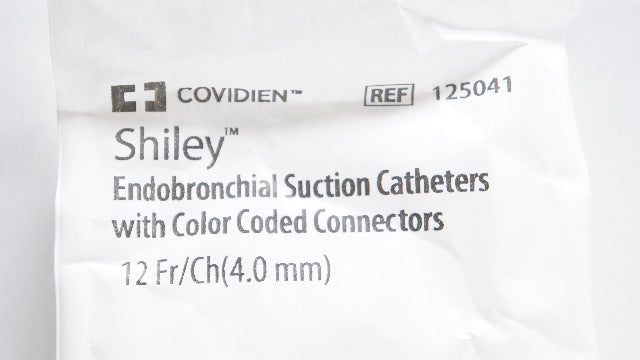 COVIDIEN™ REF 125041
Shiley™
Endobronchial Suction Catheters
with Color Coded Connectors
12 Fr/Ch(4.0 mm)